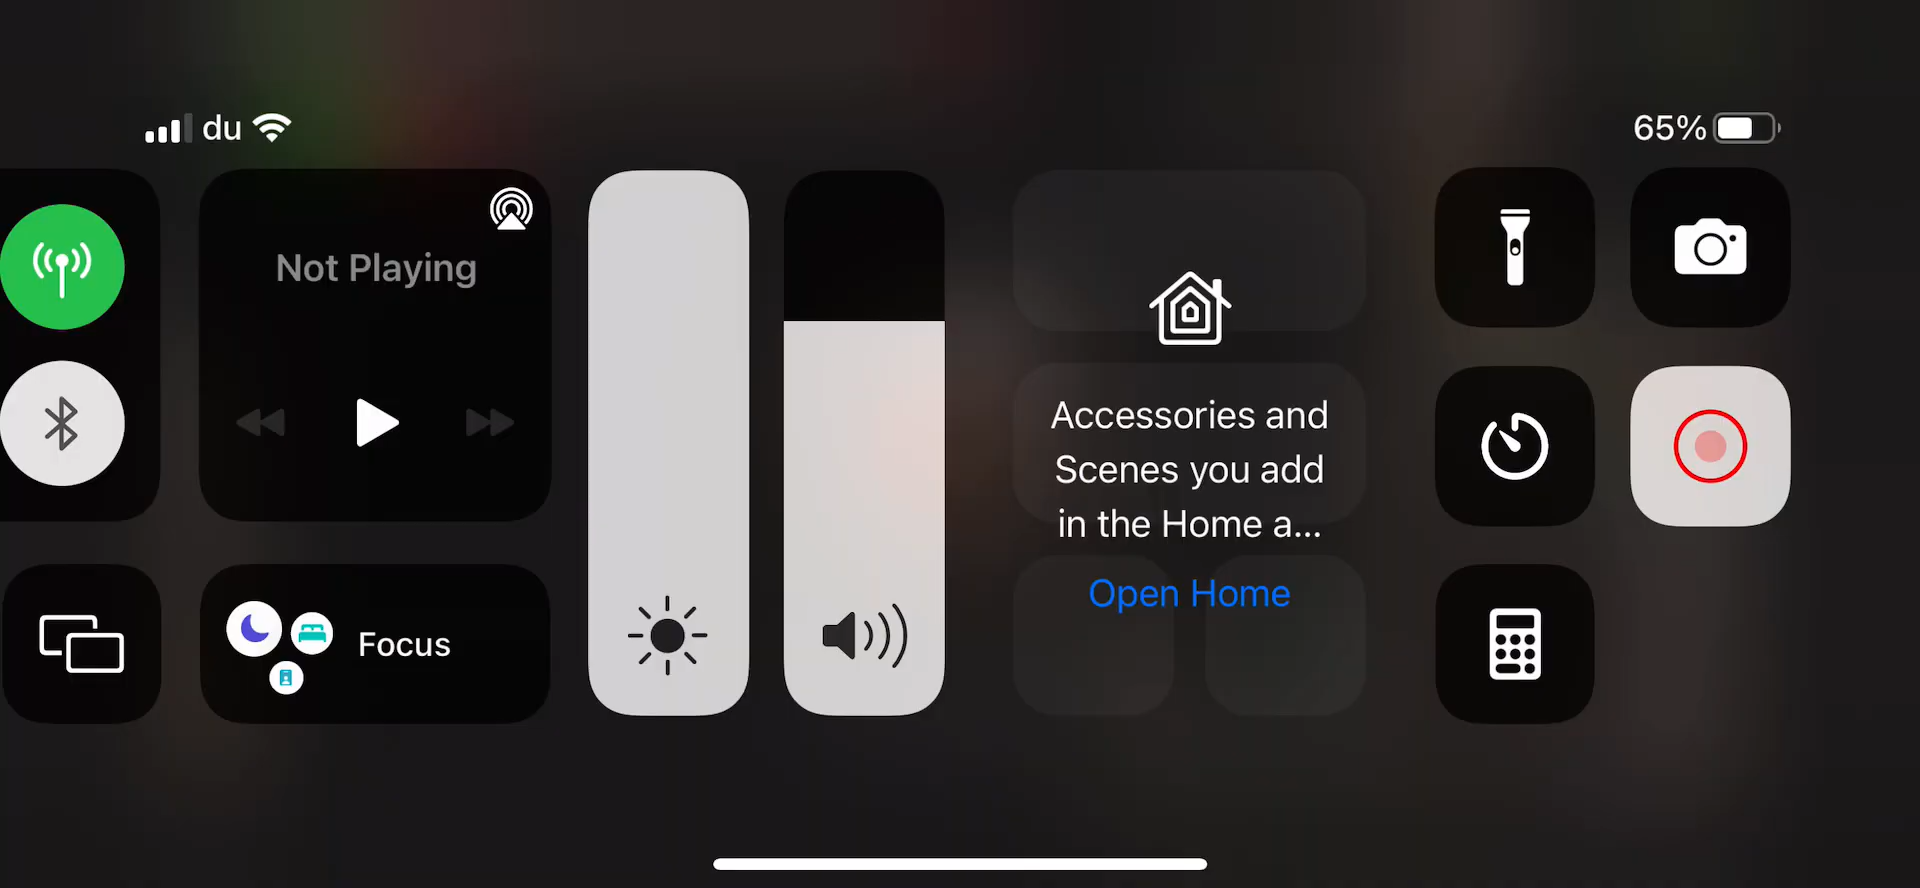 du
65%
Not Playing
Accessories and
Scenes you add
in the Home a...
Open Home
Focus